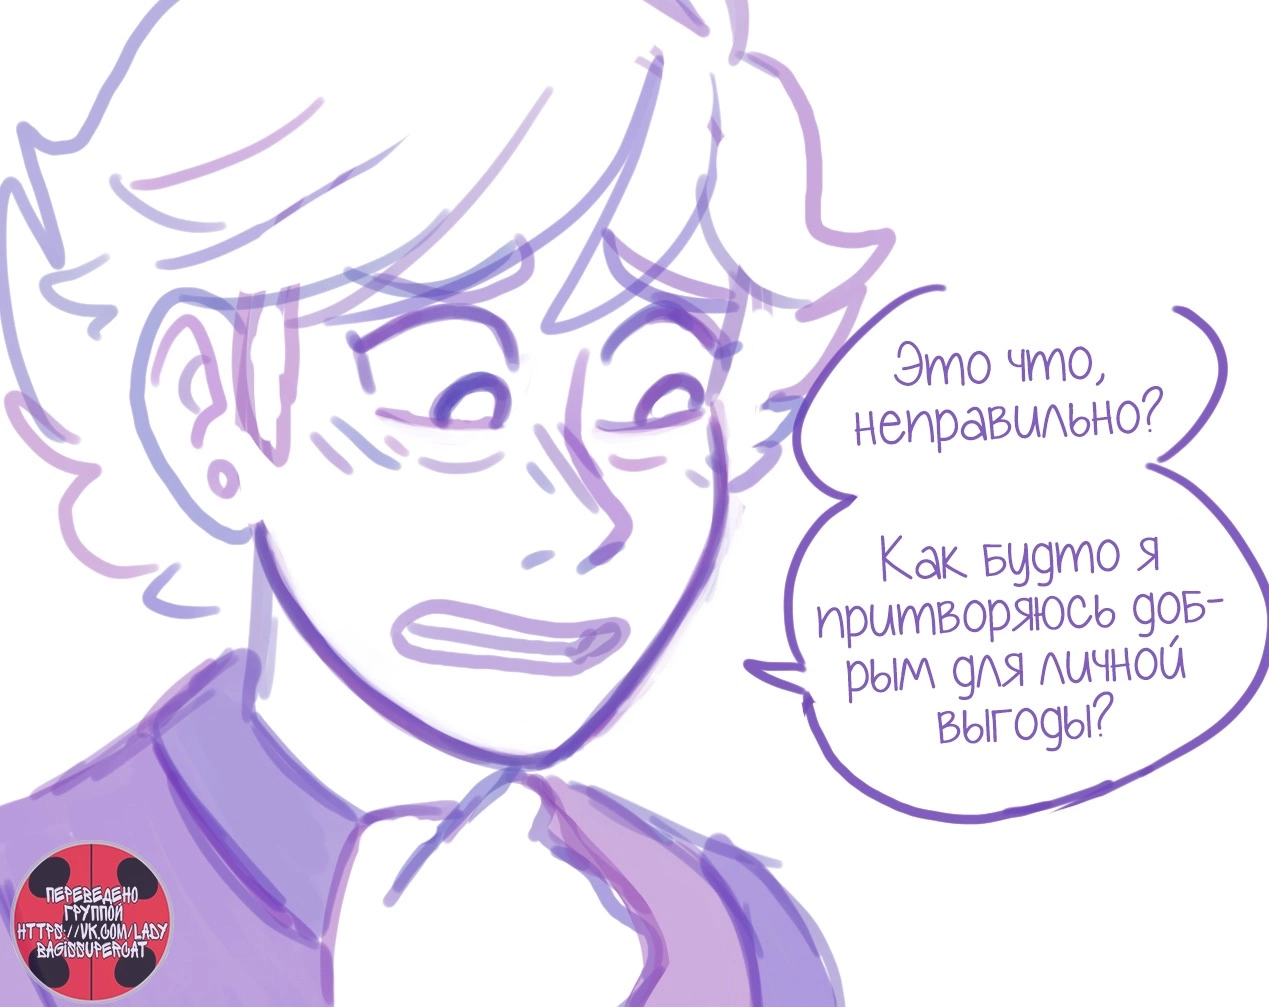 Это что,
неправильно?
Как будто я
притворяюсь доб-
рым для личной
выгоды?
ПЕРЕВЕДЕНО
ГРУППОЙ
HTTPS://VK.COM/LADY
BAGISSUPERCAT